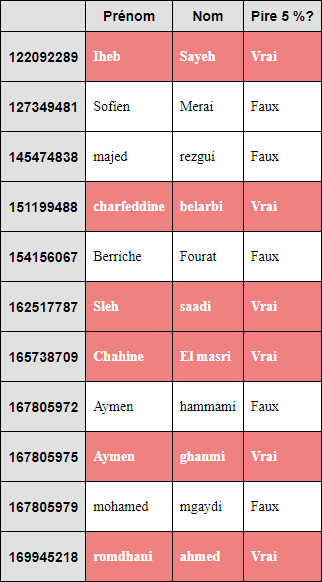 Prénom Nom Pire 5 %?
122092289 Iheb Sayeh Vrai
127349481 Sofien Merai Faux
145474838 majed rezgui Faux
151199488 charfeddine belarbi Vrai
154156067 Berriche Fourat Faux
162517787 Sleh saadi Vrai
165738709 Chahine El masri Vrai
167805972 Aymen hammami Faux
167805975 Aymen ghanmi Vrai
167805979 mohamed mgaydi Faux
169945218 romdhani ahmed Vrai